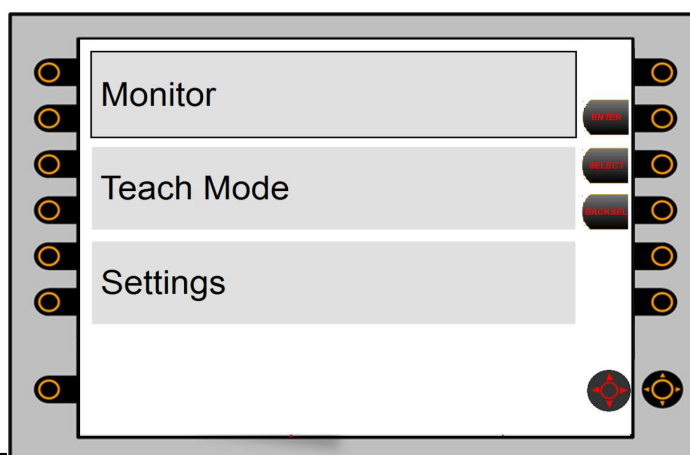 Monitor
ENTER
Teach Mode
SELECT
BACKSEL
Settings